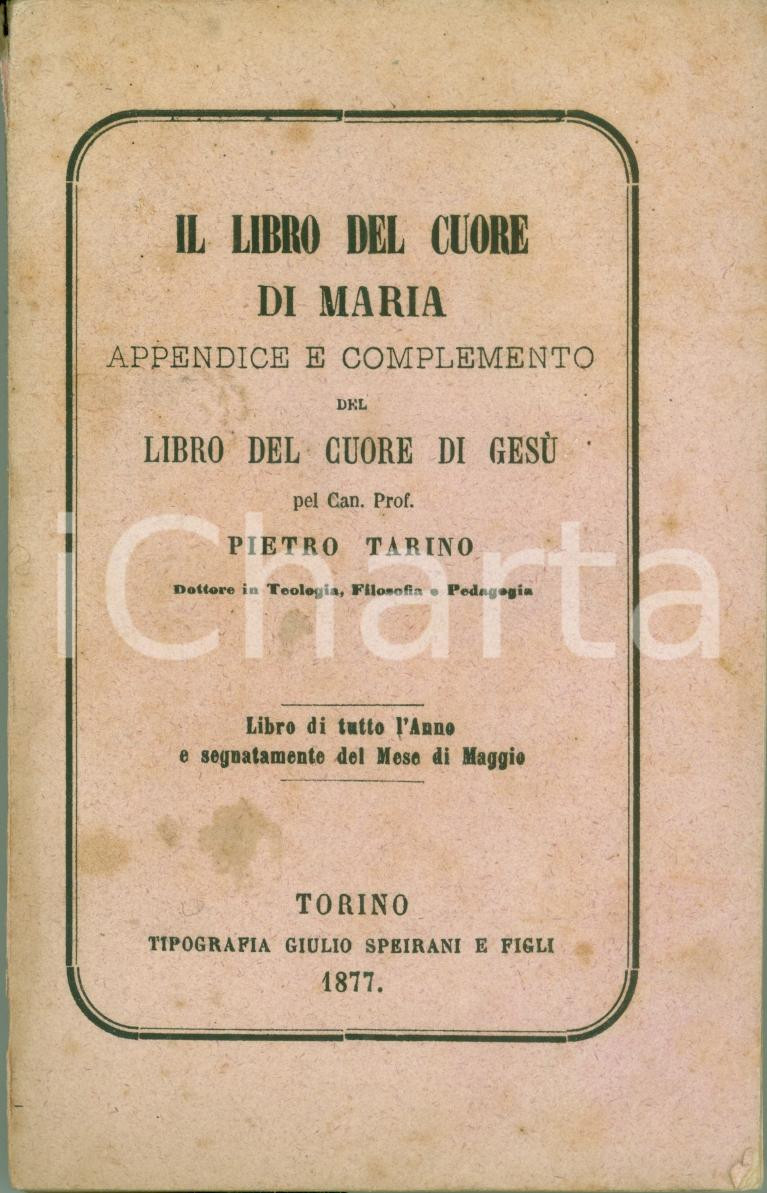 IL LIBRO DEL CUORE
DI MARIA
APPENDICE E COMPLEMENTO
DEL
LIBRO DEL CUORE DI GESÙ
pel Can. Prof.
PIETRO TARINO
Dottore in Teologia, Filosofia e Pedagogia
iCharta
Libro di tutto l'Anno
e segnatamente del Mese di Maggio
TORINO
TIPOGRAFIA GIULIO SPEIRANI E FIGLI
1877.